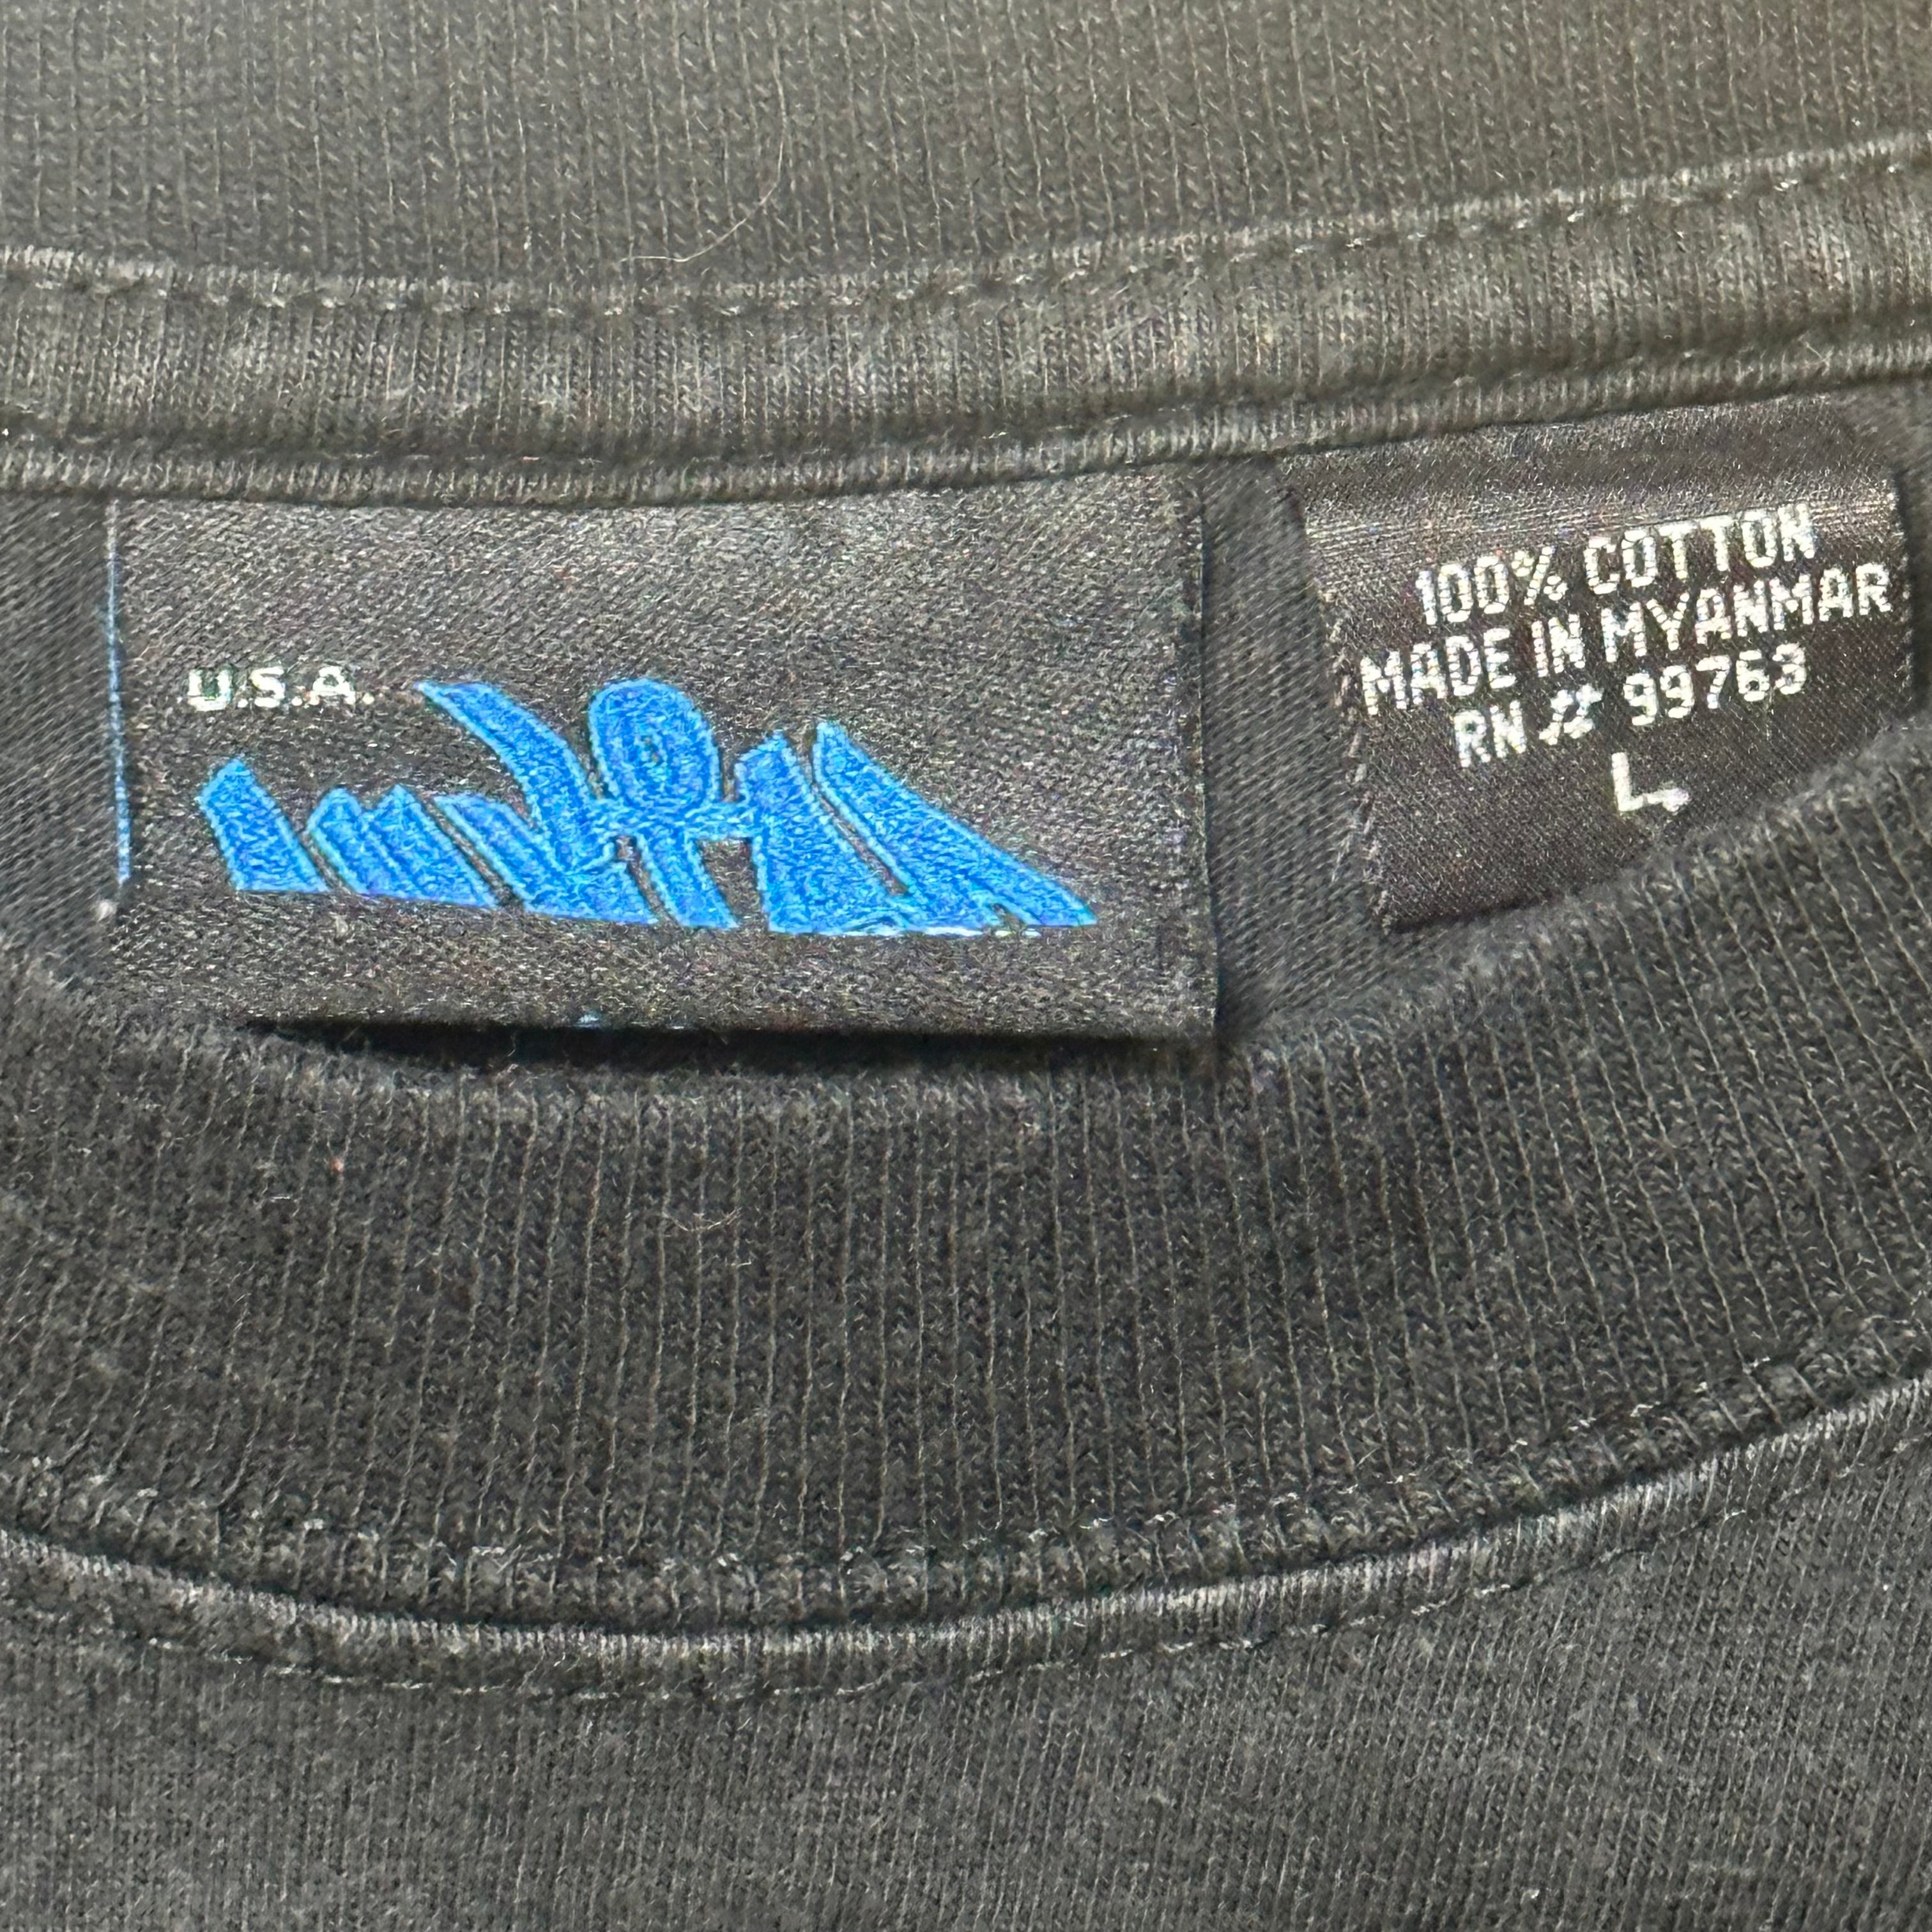 U.S.A.
100% COTTON
MADE IN MYANMAR
RN # 99763
L